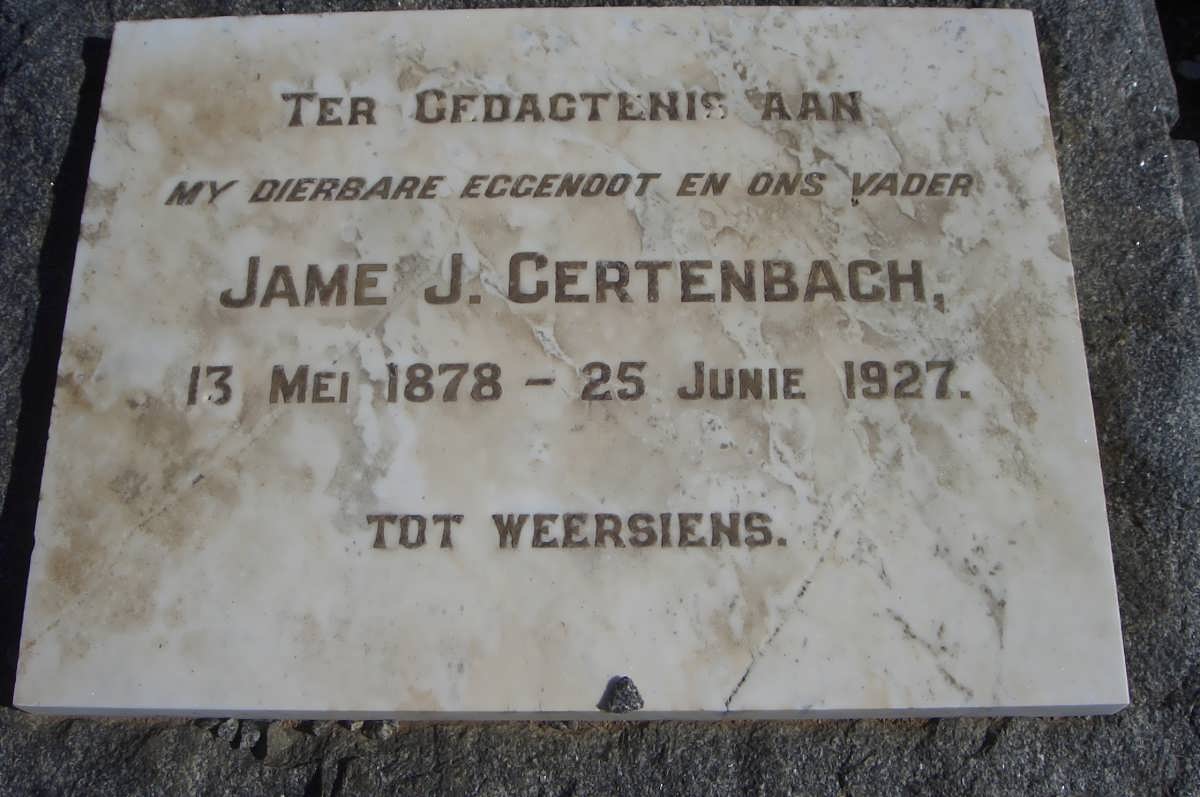 TER GEDAGTENIS AAN
MY DIERBARE EGGENOOT EN ONS VADER
JAME J. GERTENBACH,
13 MEI 1878 – 25 JUNIE 1927.
TOT WEERSIENS.